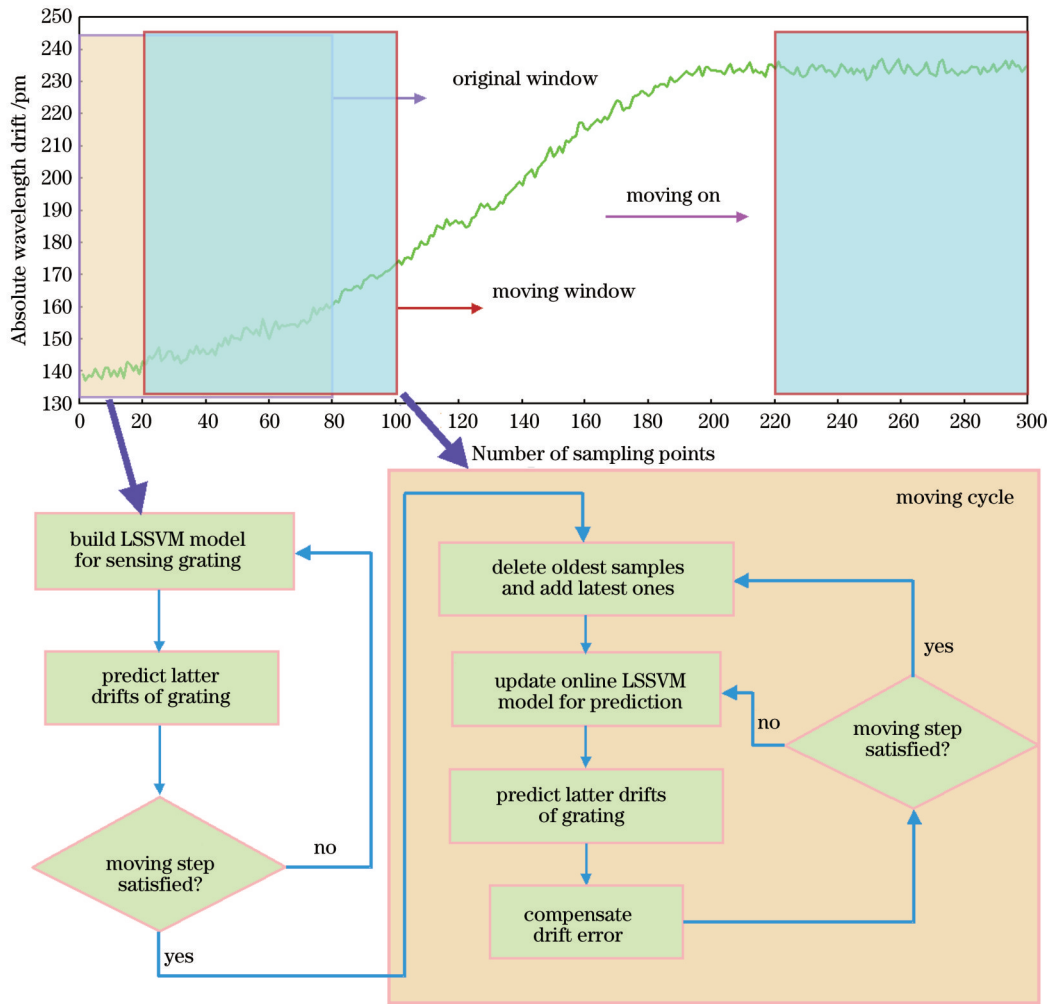 250
240
230
220
210
200
190
180
170
160
150
140
130
Absolute wavelength drift /pm
original window
moving on
moving window
0 20 40 60 80 100 120 140 160 180 200 220 240 260 280 300
Number of sampling points
build LSSVM model
for sensing grating
predict latter
drifts of grating
moving step
satisfied?
no
yes
moving cycle
delete oldest samples
and add latest ones
update online LSSVM
model for prediction
predict latter drifts
of grating
compensate
drift error
moving step
satisfied?
yes
no